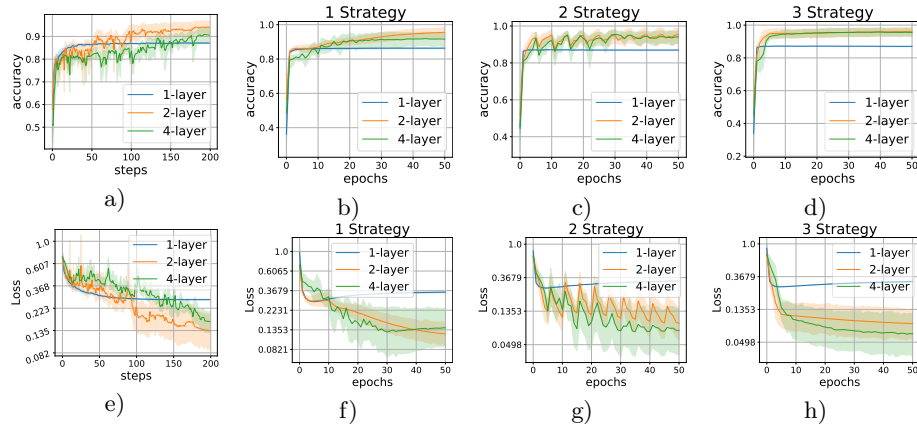 1 Strategy
2 Strategy
3 Strategy
accuracy
0.9
0.8
0.7
0.6
0.5
1-layer
2-layer
4-layer
0 50 100 150 200
steps
a)
accuracy
1.0
0.8
0.6
0.4
1-layer
2-layer
4-layer
0 10 20 30 40 50
epochs
b)
accuracy
1.0
0.8
0.6
0.4
1-layer
2-layer
4-layer
0 10 20 30 40 50
epochs
c)
accuracy
1.0
0.8
0.6
0.4
0.2
1-layer
2-layer
4-layer
0 10 20 30 40 50
epochs
d)
1 Strategy
2 Strategy
3 Strategy
Loss
1.0
0.607
0.368
0.223
0.135
0.082
1-layer
2-layer
4-layer
0 25 50 75 100 125 150 175 200
steps
e)
Loss
1.0
0.6065
0.3679
0.2231
0.1353
0.0821
1-layer
2-layer
4-layer
0 10 20 30 40 50
epochs
f)
Loss
1.0
0.3679
0.1353
0.0498
1-layer
2-layer
4-layer
0 10 20 30 40 50
epochs
g)
Loss
1.0
0.3679
0.1353
0.0498
1-layer
2-layer
4-layer
0 10 20 30 40 50
epochs
h)